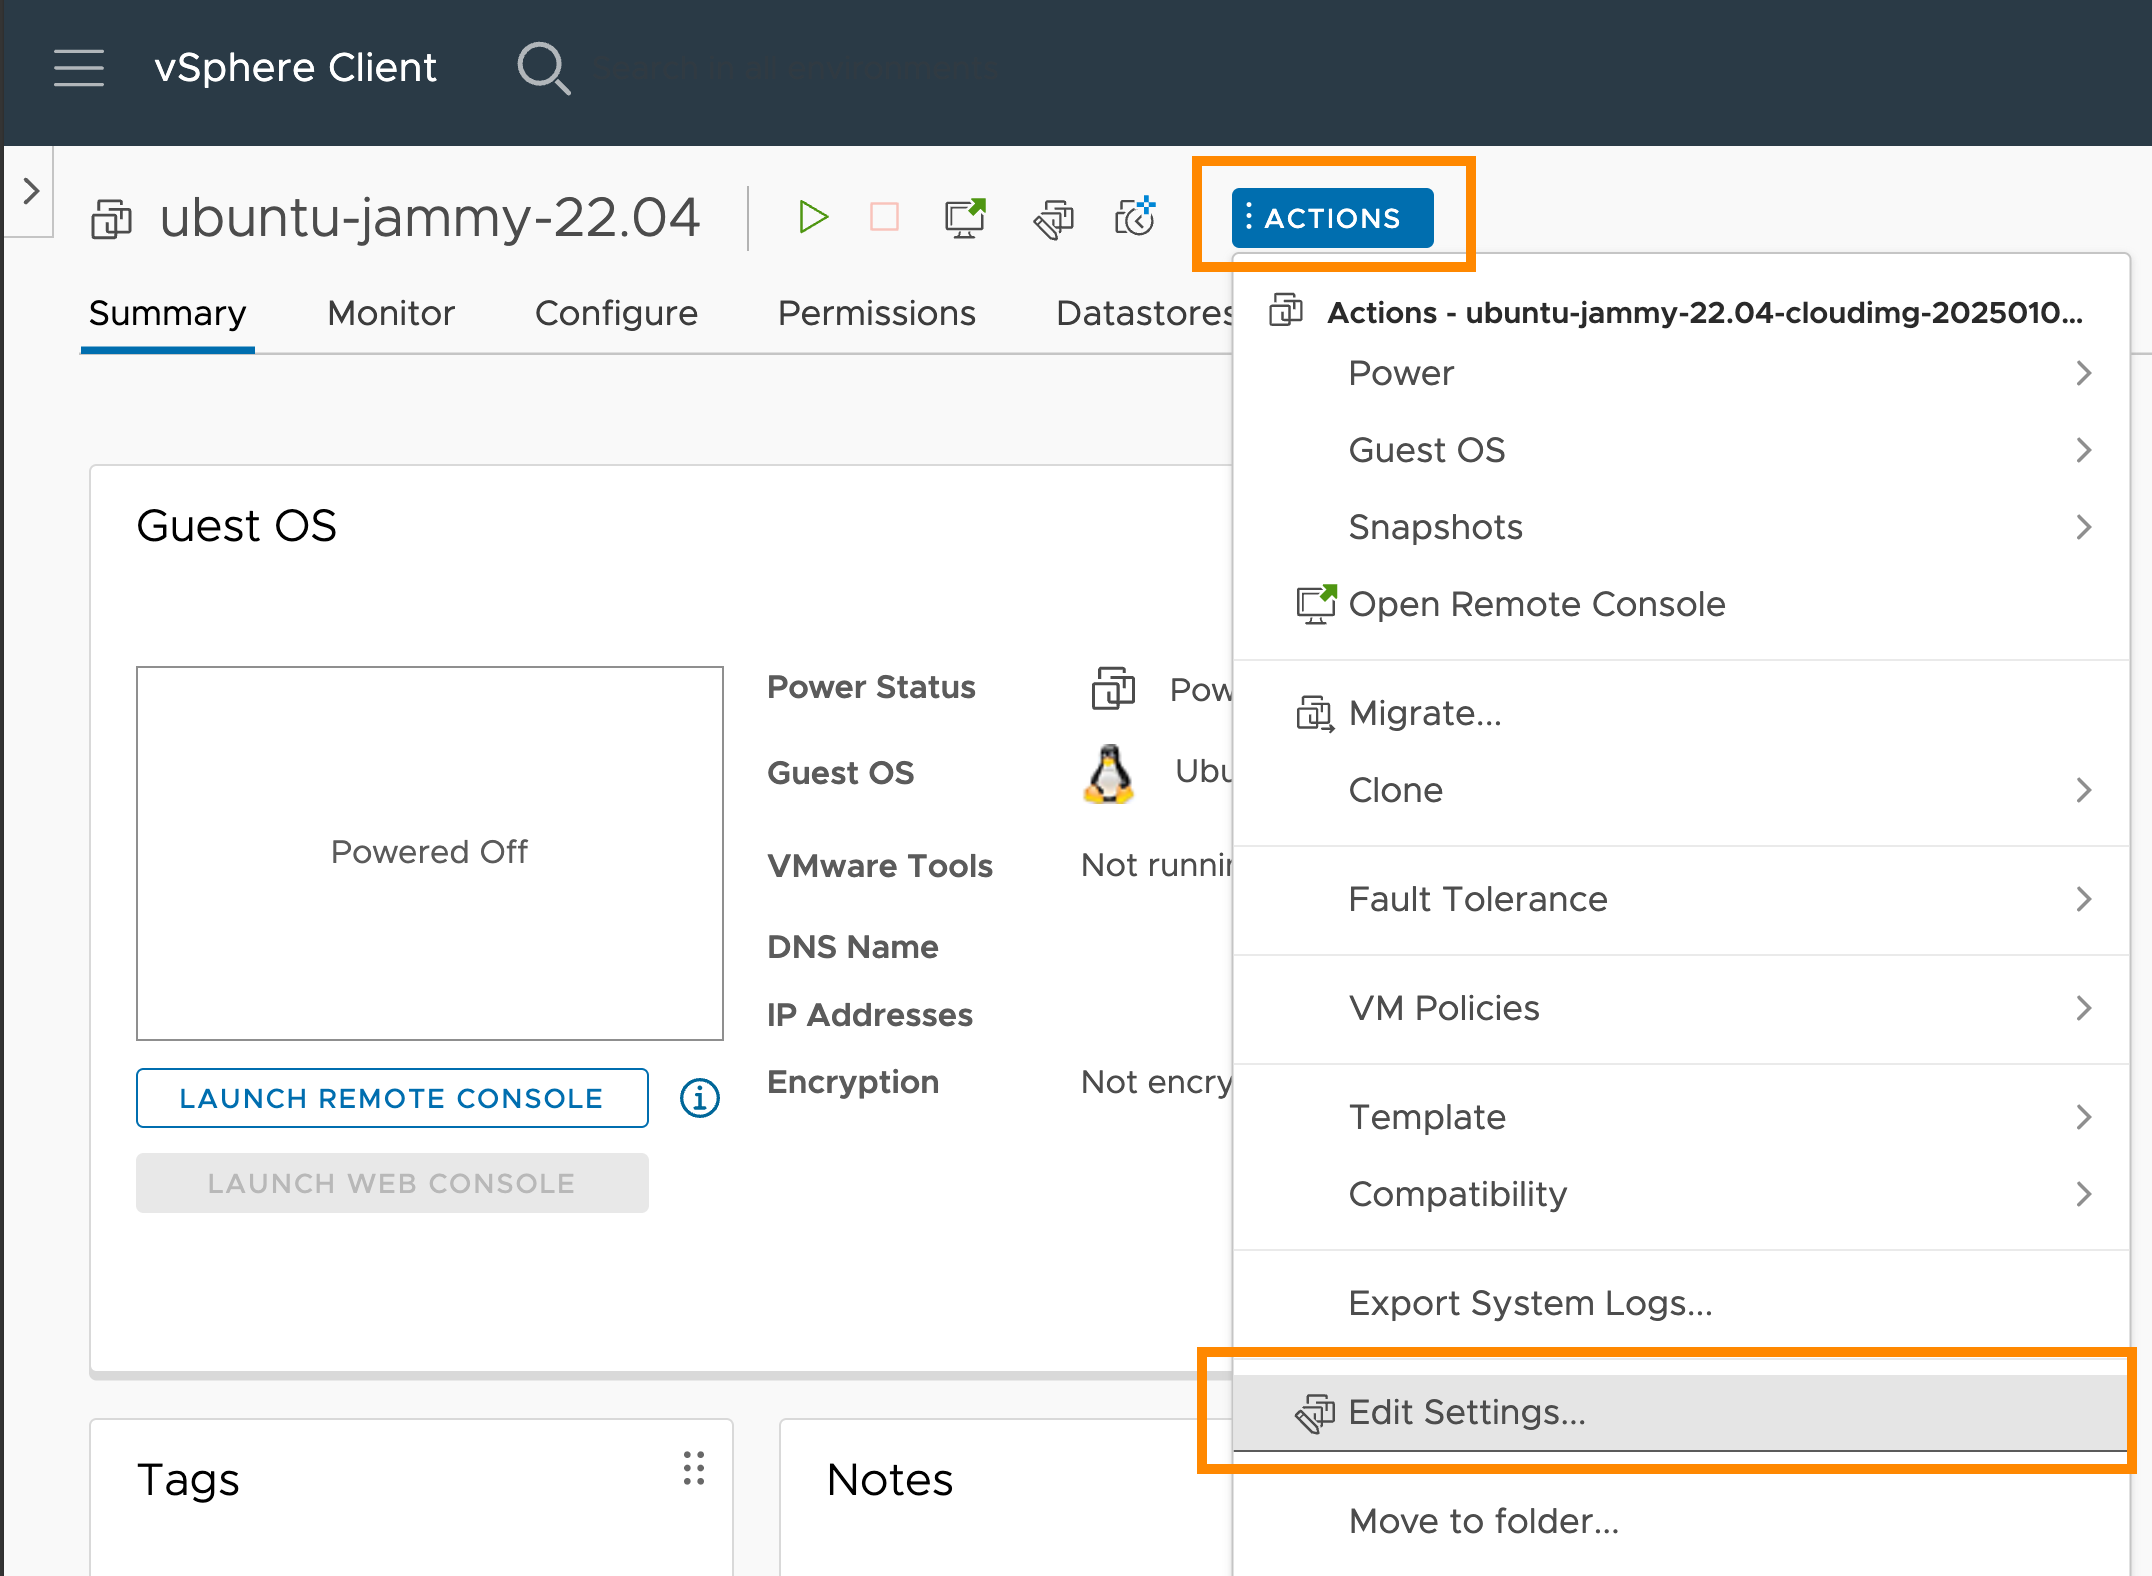 vSphere Client
ubuntu-jammy-22.04
ACTIONS
Summary
Monitor
Configure
Permissions
Datastores
Actions - ubuntu-jammy-22.04-cloudimg-2025010...
Power
Guest OS
Snapshots
Open Remote Console
Migrate...
Clone
Fault Tolerance
VM Policies
Template
Compatibility
Export System Logs...
Edit Settings...
Move to folder...
Guest OS
Powered Off
LAUNCH REMOTE CONSOLE
LAUNCH WEB CONSOLE
Power Status
Pow
Guest OS
Ubu
VMware Tools
Not runnin
DNS Name
IP Addresses
Encryption
Not encry
Tags
Notes